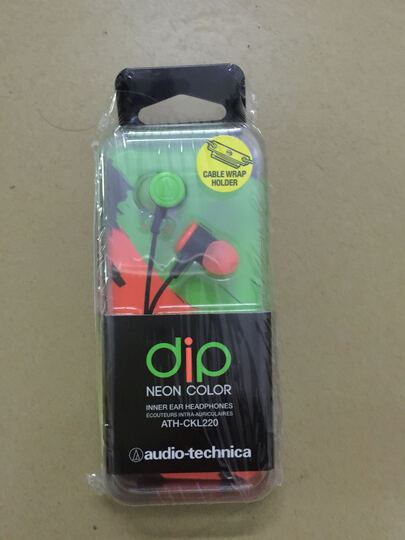 CABLE WRAP
HOLDER
dip
NEON COLOR
INNER EAR HEADPHONES
ÉCOUTEURS INTRA-AURICULAIRES
ATH-CKL220
audio-technica